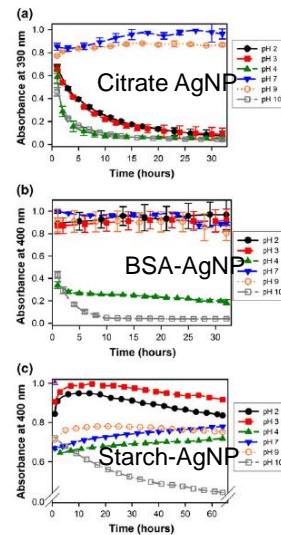 (a)
Absorbance at 390 nm
1.0
0.8
0.6
0.4
0.2
0.0
Citrate AgNP
pH 2
pH 3
pH 4
pH 7
pH 9
pH 10
0 5 10 15 20 25 30
Time (hours)
(b)
Absorbance at 400 nm
1.0
0.8
0.6
0.4
0.2
0.0
BSA-AgNP
pH 2
pH 3
pH 4
pH 7
pH 9
pH 10
0 5 10 15 20 25 30
Time (hours)
(c)
Absorbance at 400 nm
1.0
0.8
0.6
0.0
Starch-AgNP
pH 2
pH 3
pH 4
pH 7
pH 9
pH 10
0 10 20 30 40 50 60
Time (hours)